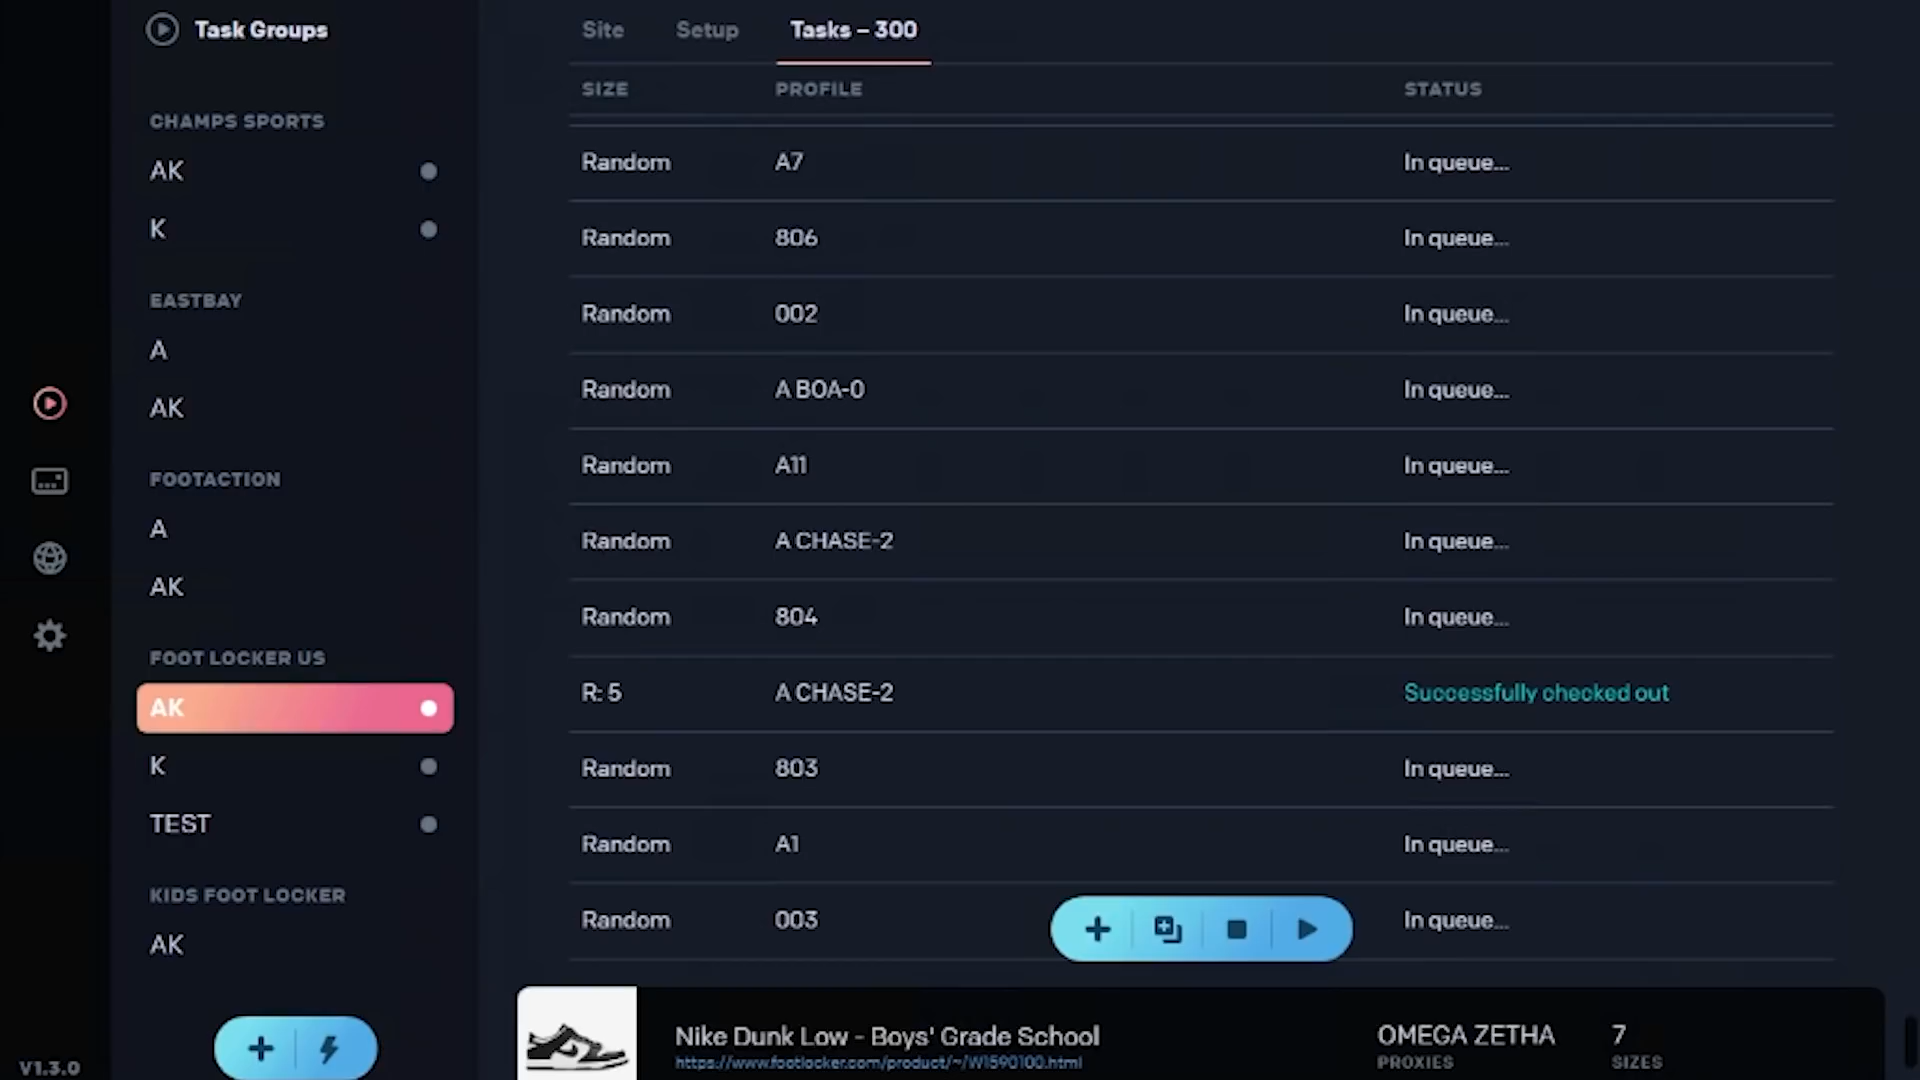 Task Groups
CHAMPS SPORTS
AK
K
EASTBAY
A
AK
FOOTACTION
A
AK
FOOT LOCKER US
AK
K
TEST
KIDS FOOT LOCKER
AK
V1.3.0
Site Setup Tasks – 300
SIZE PROFILE STATUS
Random A7 In queue...
Random 806 In queue...
Random 002 In queue...
Random A BOA-0 In queue...
Random A11 In queue...
Random A CHASE-2 In queue...
Random 804 In queue...
R: 5 A CHASE-2 Successfully checked out
Random 803 In queue...
Random A1 In queue...
Random 003 In queue...
Nike Dunk Low - Boys' Grade School OMEGA ZETHA 7
https://www.footlocker.com/product/~/W1590100.html PROXIES SIZES